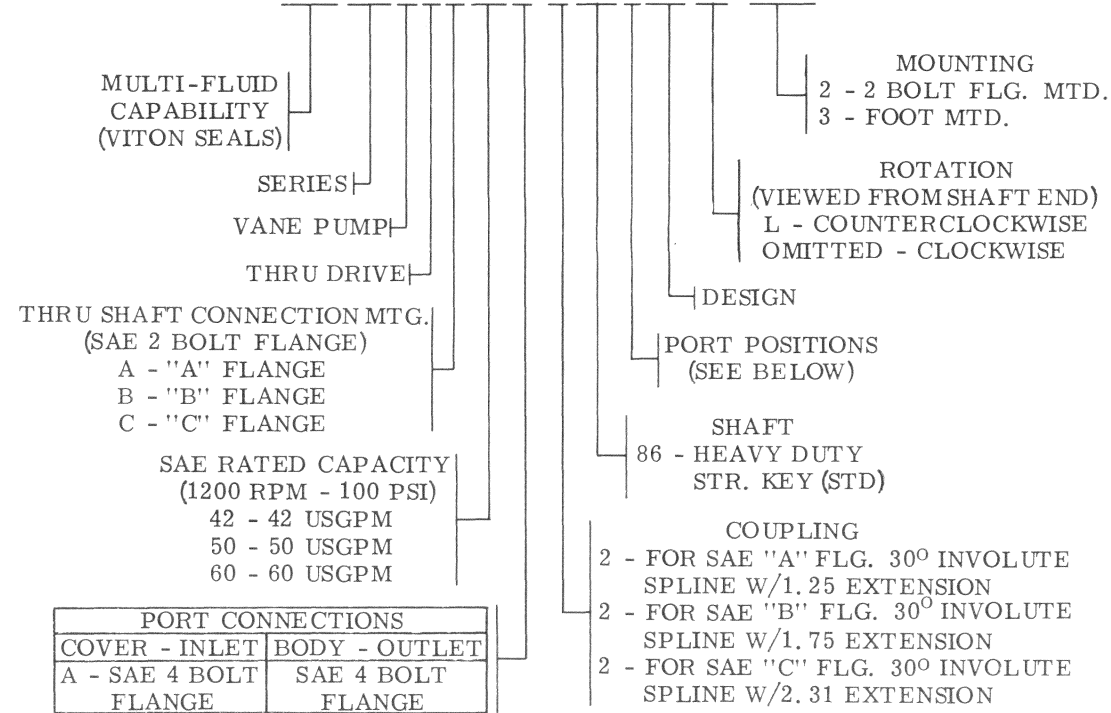 MULTI-FLUID
CAPABILITY
(VITON SEALS)
SERIES
VANE PUMP
THRU DRIVE
THRU SHAFT CONNECTION MTG.
(SAE 2 BOLT FLANGE)
A - "A" FLANGE
B - "B" FLANGE
C - "C" FLANGE
SAE RATED CAPACITY
(1200 RPM - 100 PSI)
42 - 42 USGPM
50 - 50 USGPM
60 - 60 USGPM
PORT CONNECTIONS
COVER - INLET
BODY - OUTLET
A - SAE 4 BOLT
FLANGE
SAE 4 BOLT
FLANGE
MOUNTING
2 - 2 BOLT FLG. MTD.
3 - FOOT MTD.
ROTATION
(VIEWED FROM SHAFT END)
L - COUNTERCLOCKWISE
OMITTED - CLOCKWISE
DESIGN
PORT POSITIONS
(SEE BELOW)
SHAFT
86 - HEAVY DUTY
STR. KEY (STD)
COUPLING
2 - FOR SAE "A" FLG. 30° INVOLUTE
SPLINE W/1.25 EXTENSION
2 - FOR SAE "B" FLG. 30° INVOLUTE
SPLINE W/1.75 EXTENSION
2 - FOR SAE "C" FLG. 30° INVOLUTE
SPLINE W/2.31 EXTENSION